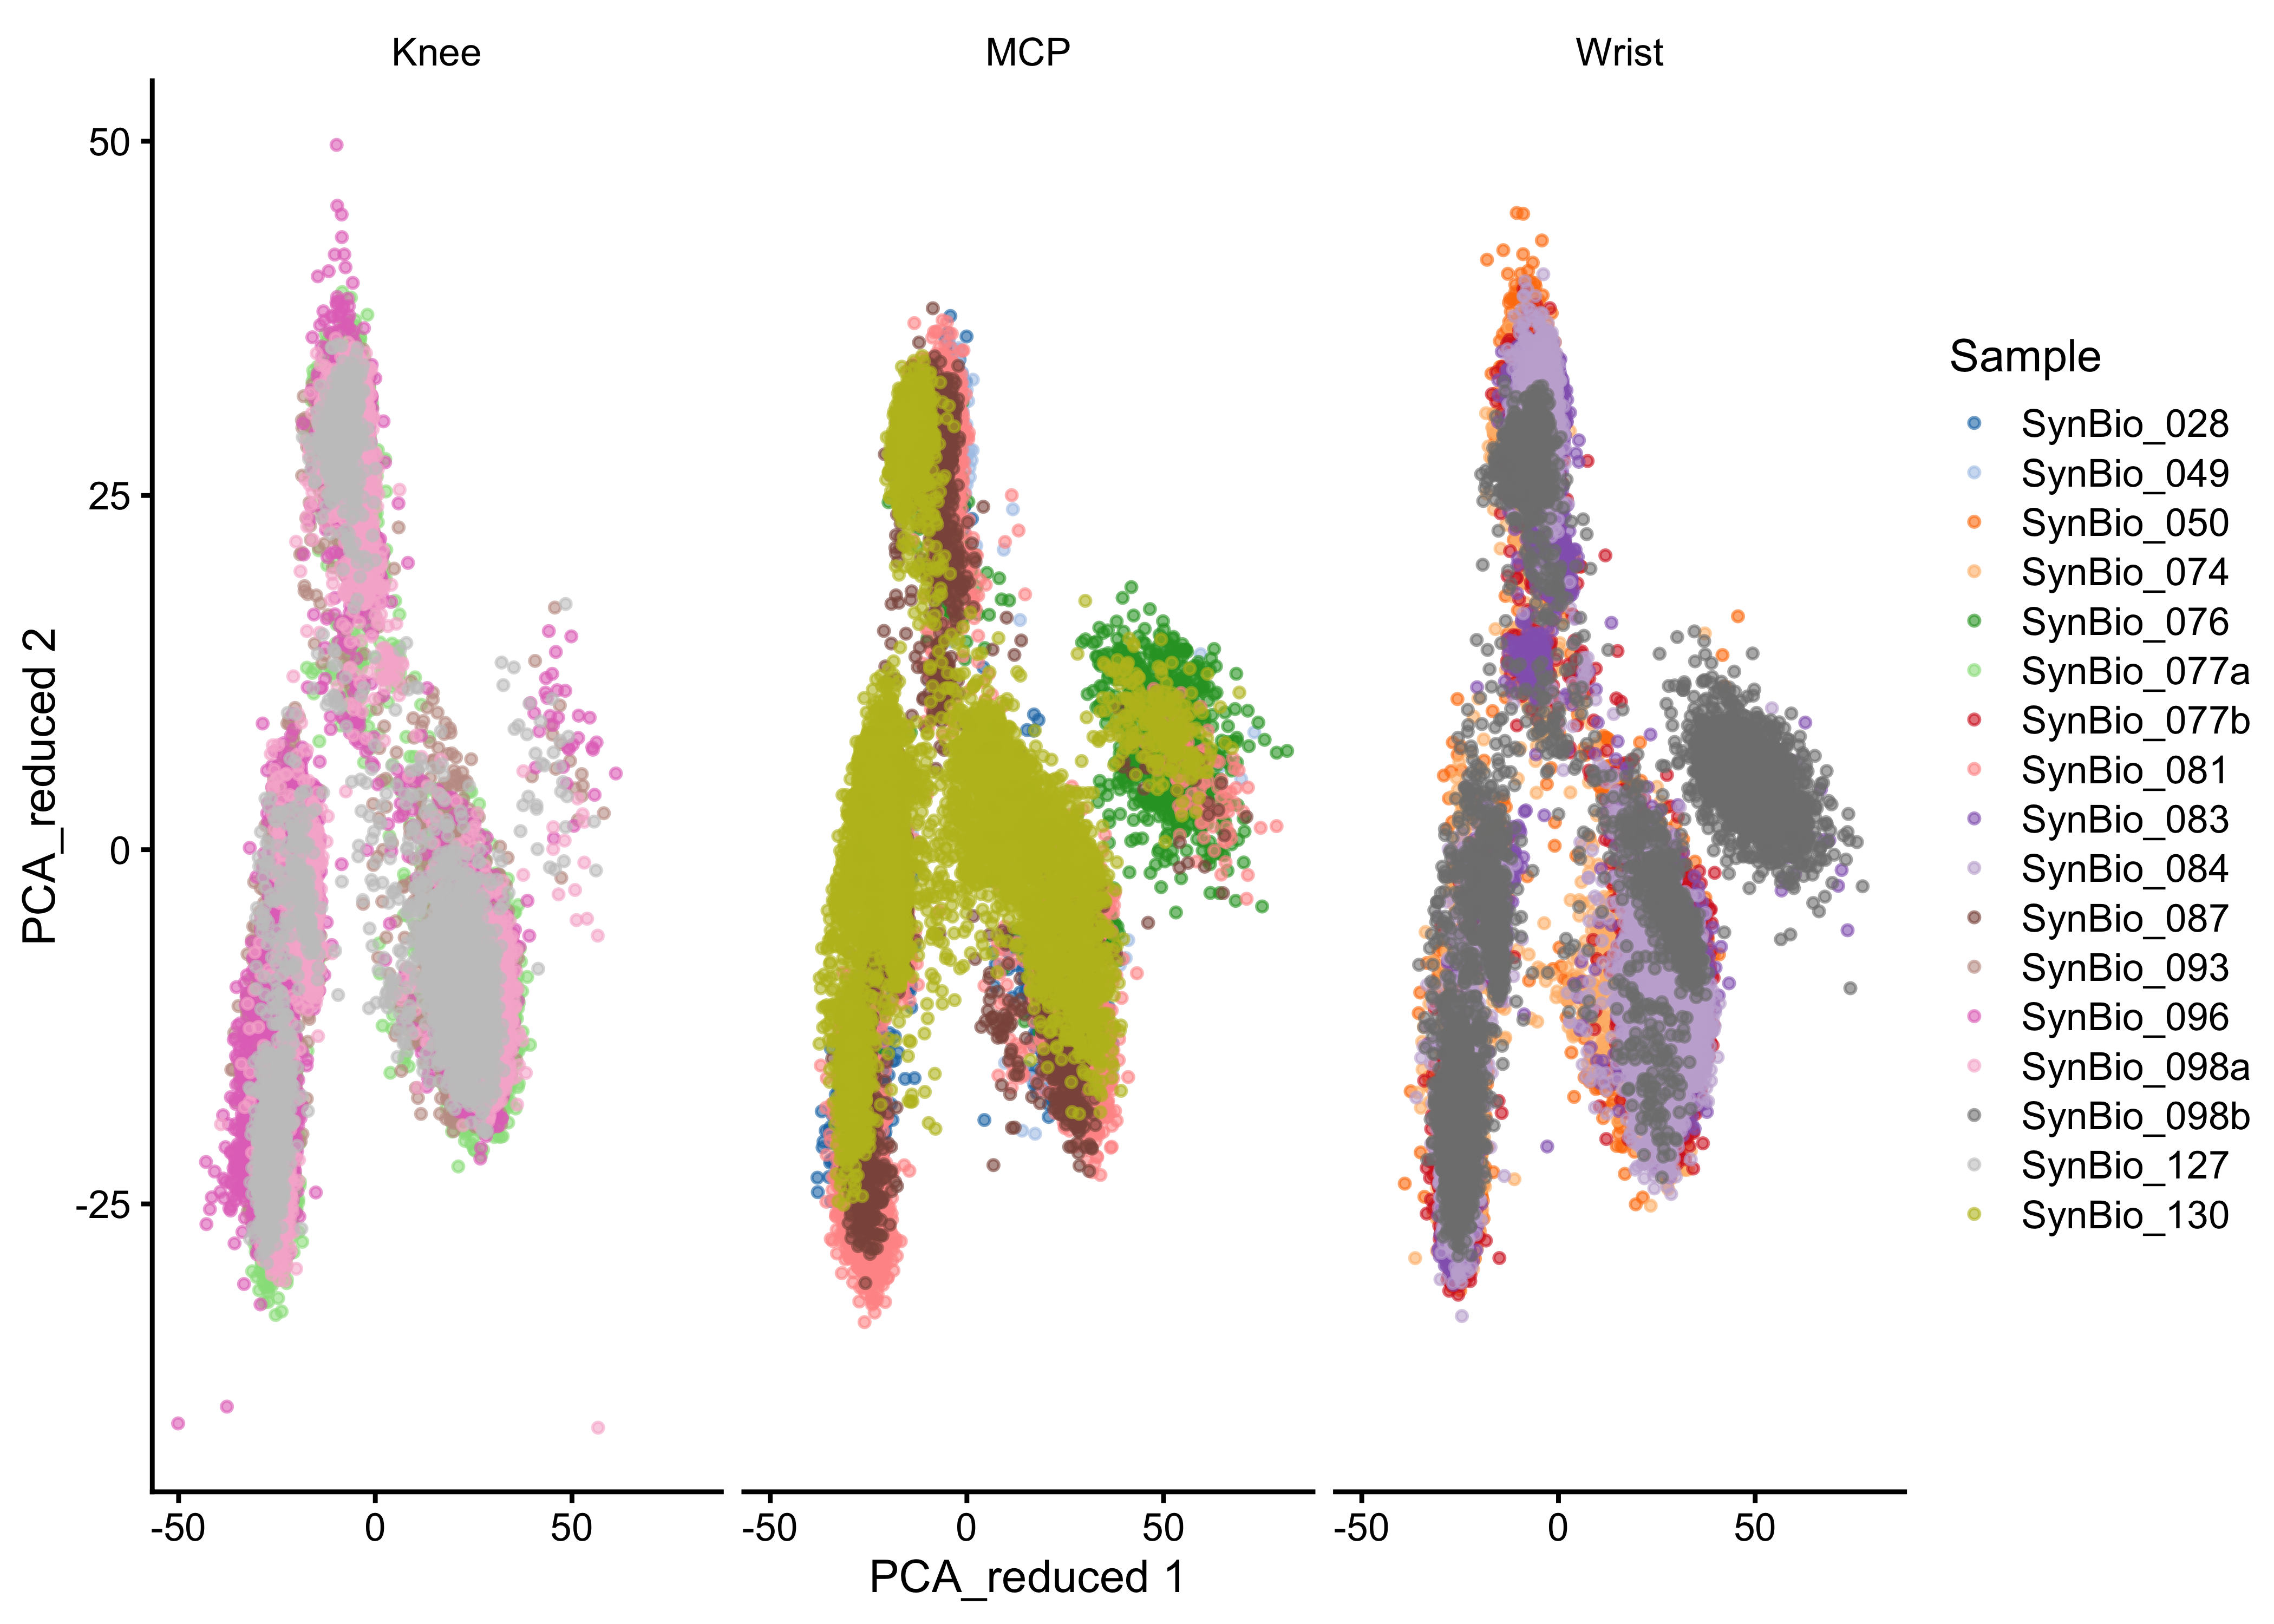 Knee MCP Wrist
50
25
0
-25
PCA_reduced 2
-50 0 50 -50 0 50 -50 0 50
PCA_reduced 1
Sample
SynBio_028
SynBio_049
SynBio_050
SynBio_074
SynBio_076
SynBio_077a
SynBio_077b
SynBio_081
SynBio_083
SynBio_084
SynBio_087
SynBio_093
SynBio_096
SynBio_098a
SynBio_098b
SynBio_127
SynBio_130